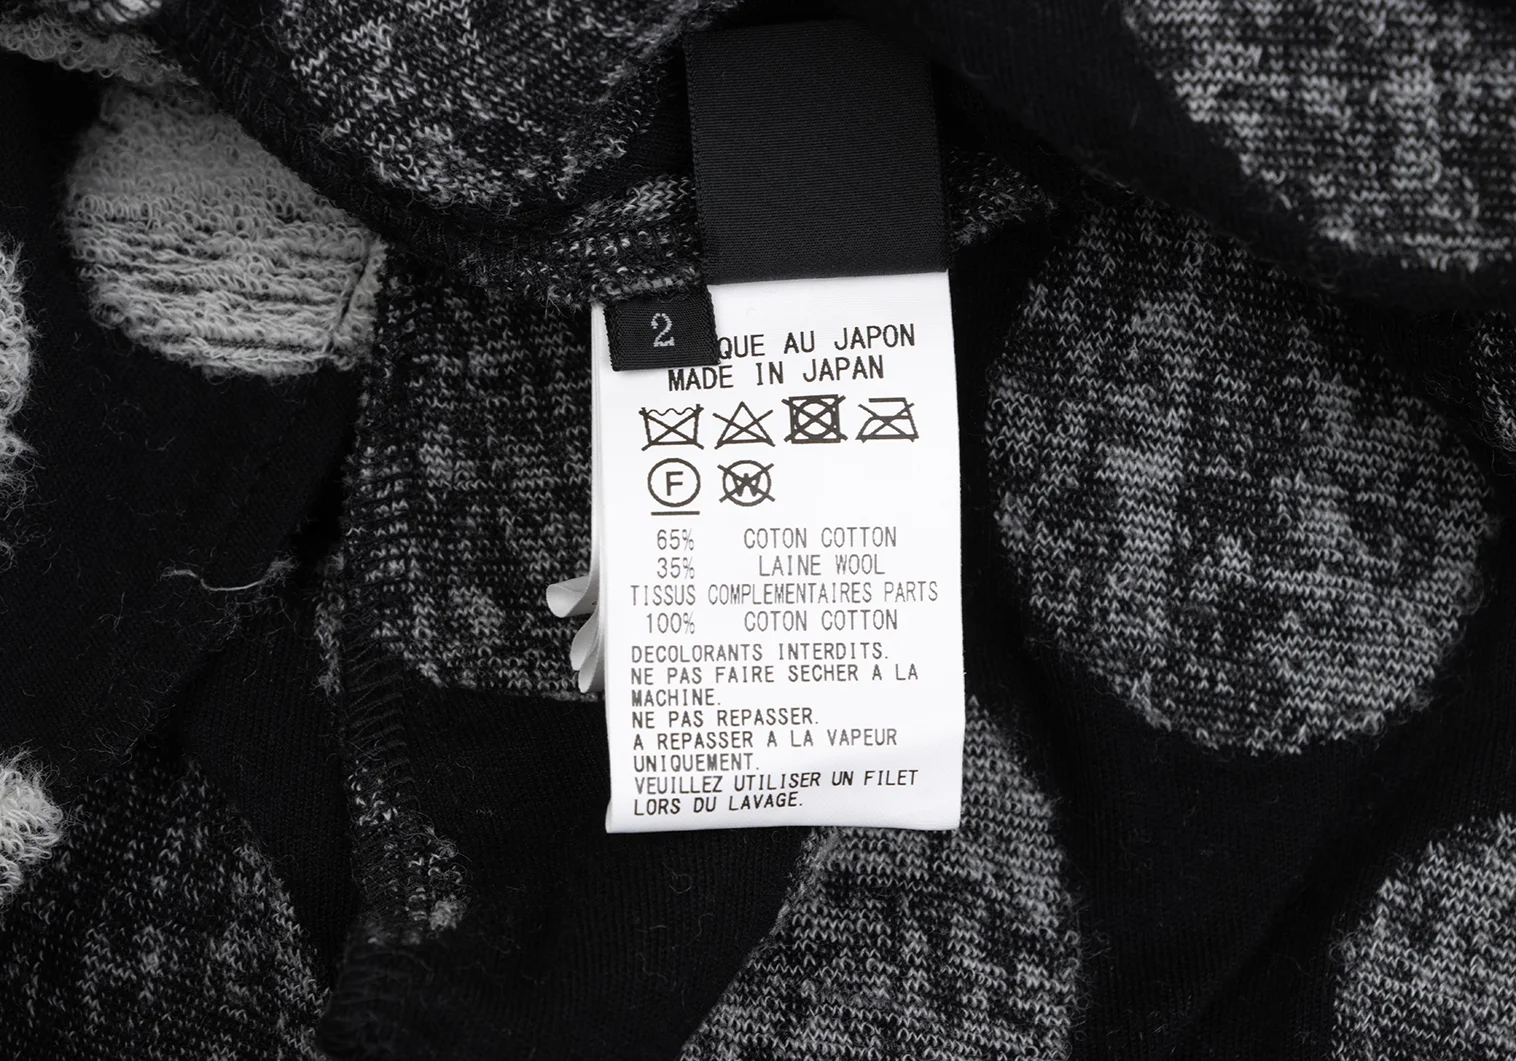 2
QUE AU JAPON
MADE IN JAPAN
F
W
65% COTON COTTON
35% LAINE WOOL
TISSUS COMPLEMENTAIRES PARTS
100% COTON COTTON
DECOLORANTS INTERDITS.
NE PAS FAIRE SECHER A LA
MACHINE.
NE PAS REPASSER.
A REPASSER A LA VAPEUR
UNIQUEMENT.
VEUILLEZ UTILISER UN FILET
LORS DU LAVAGE.